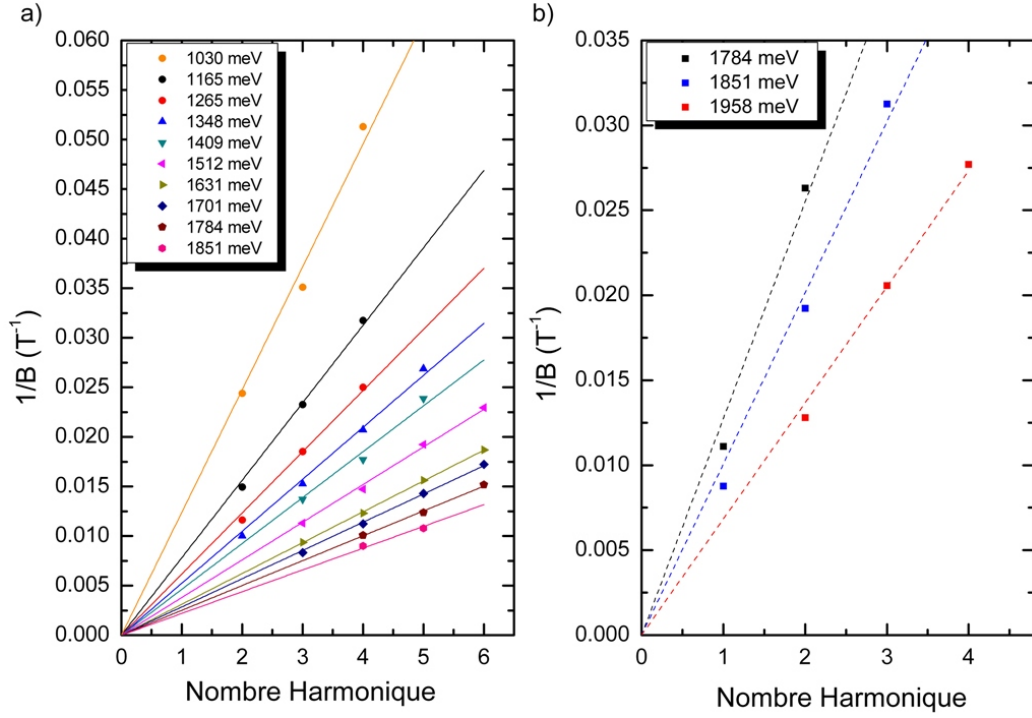 a)
0.060
0.055
0.050
0.045
0.040
0.035
0.030
0.025
0.020
0.015
0.010
0.005
0.000
1/B (T⁻¹)
1030 meV
1165 meV
1265 meV
1348 meV
1409 meV
1512 meV
1631 meV
1701 meV
1784 meV
1851 meV
0 1 2 3 4 5 6
Nombre Harmonique
b)
0.035
0.030
0.025
0.020
0.015
0.010
0.005
0.000
1/B (T⁻¹)
1784 meV
1851 meV
1958 meV
0 1 2 3 4
Nombre Harmonique